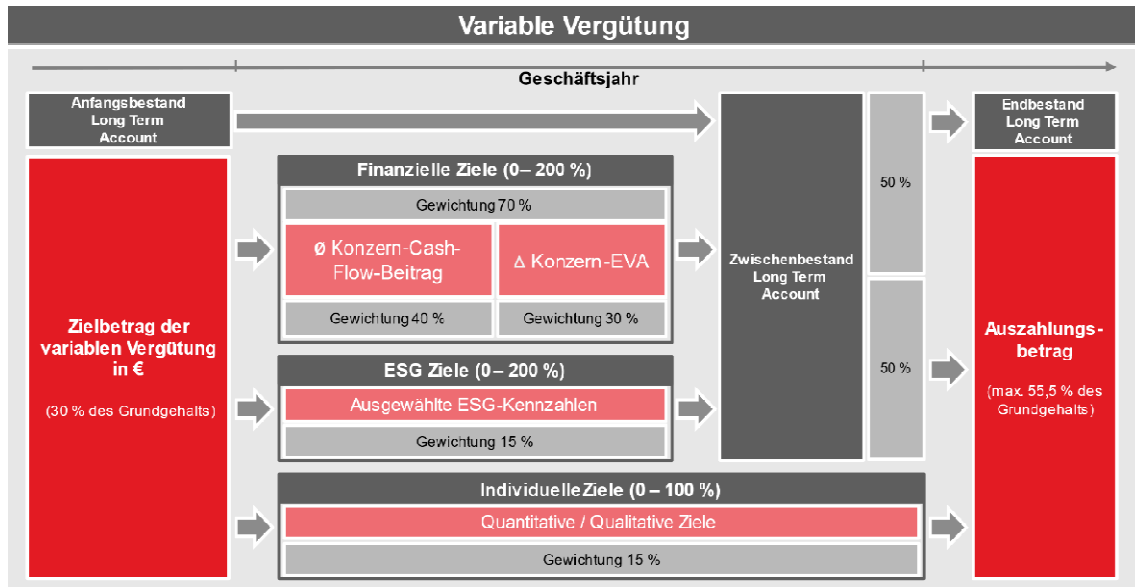 Variable Vergütung
Geschäftsjahr
Anfangsbestand
Long Term
Account
Zielbetrag der
variablen Vergütung
in €
(30 % des Grundgehalts)
Finanzielle Ziele (0– 200 %)
Gewichtung 70 %
Ø Konzern-Cash-
Flow-Beitrag
Δ Konzern-EVA
Gewichtung 40 %
Gewichtung 30 %
ESG Ziele (0– 200 %)
Ausgewählte ESG-Kennzahlen
Gewichtung 15 %
Individuelle Ziele (0 – 100 %)
Quantitative / Qualitative Ziele
Gewichtung 15 %
Zwischenbestand
Long Term
Account
50 %
50 %
Endbestand
Long Term
Account
Auszahlungs-
betrag
(max. 55,5 % des
Grundgehalts)